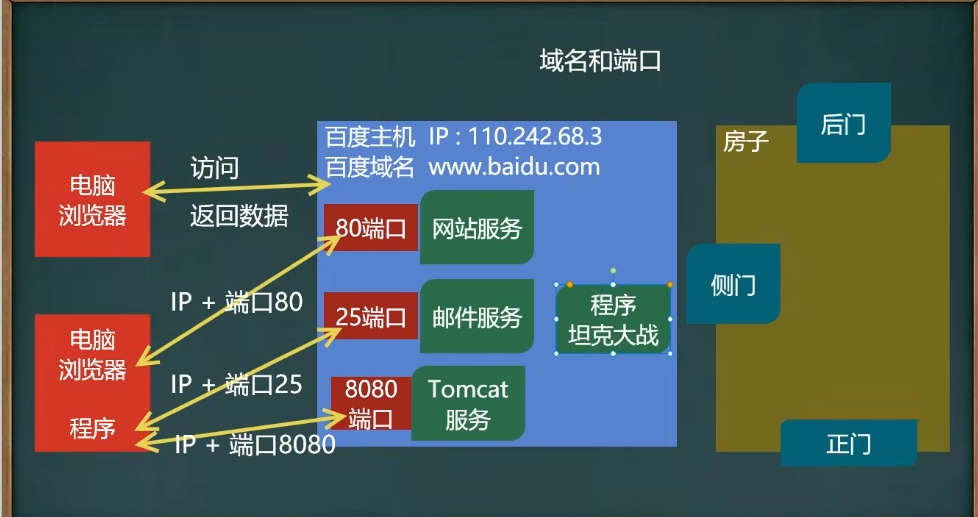 域名和端口
百度主机 IP : 110.242.68.3
百度域名 www.baidu.com
电脑
浏览器
访问
返回数据
80端口
网站服务
IP + 端口80
25端口
邮件服务
程序
坦克大战
电脑
浏览器
程序
IP + 端口25
8080
端口
Tomcat
服务
IP + 端口8080
房子
后门
侧门
正门